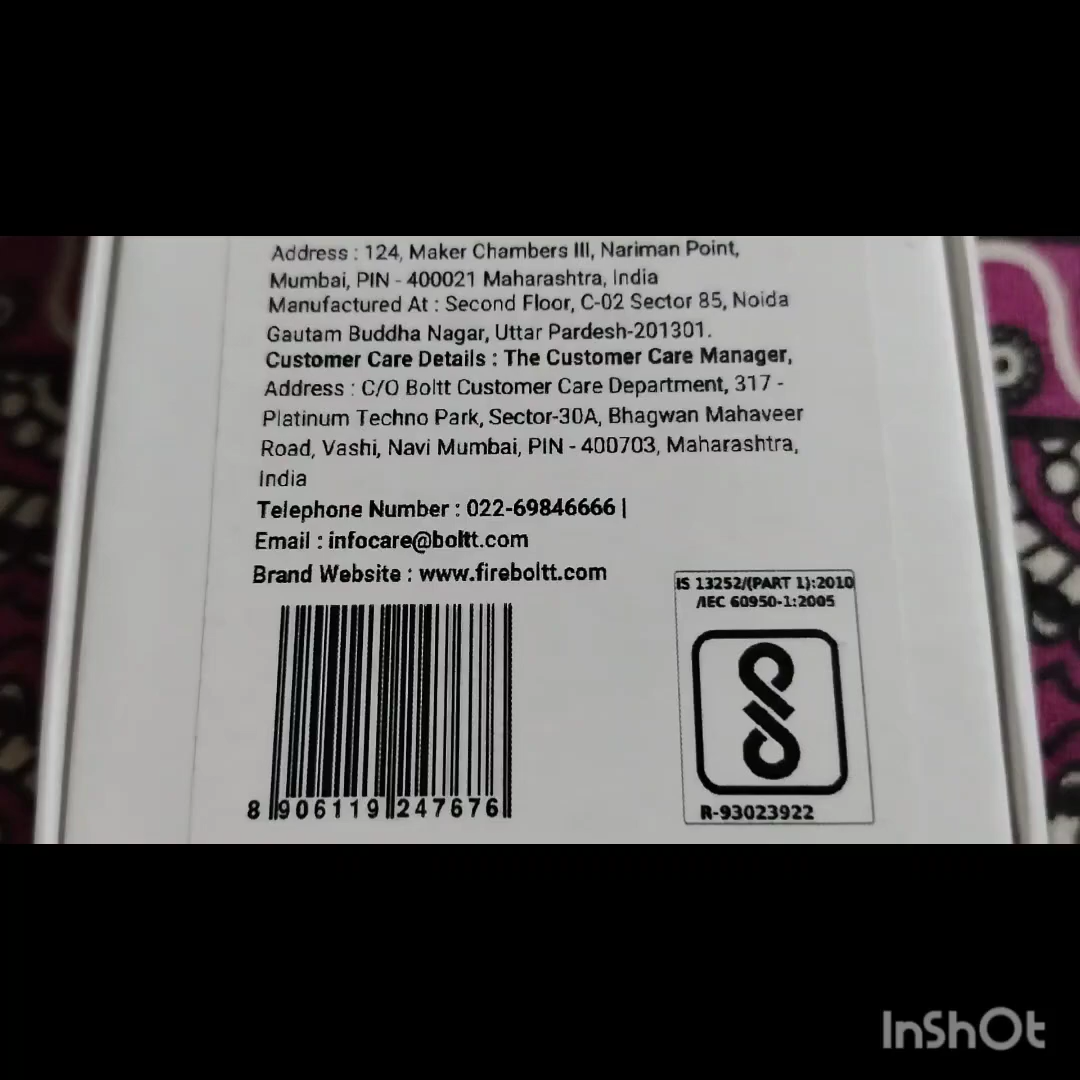 Address : 124, Maker Chambers III, Nariman Point,
Mumbai, PIN - 400021 Maharashtra, India
Manufactured At : Second Floor, C-02 Sector 85, Noida
Gautam Buddha Nagar, Uttar Pardesh-201301.
Customer Care Details : The Customer Care Manager,
Address : C/O Boltt Customer Care Department, 317 -
Platinum Techno Park, Sector-30A, Bhagwan Mahaveer
Road, Vashi, Navi Mumbai, PIN - 400703, Maharashtra,
India
Telephone Number : 022-69846666 |
Email : infocare@boltt.com
Brand Website : www.fireboltt.com
IS 13252/(PART 1):2010
/IEC 60950-1:2005
R-93023922
8 906119 247676
InShOt